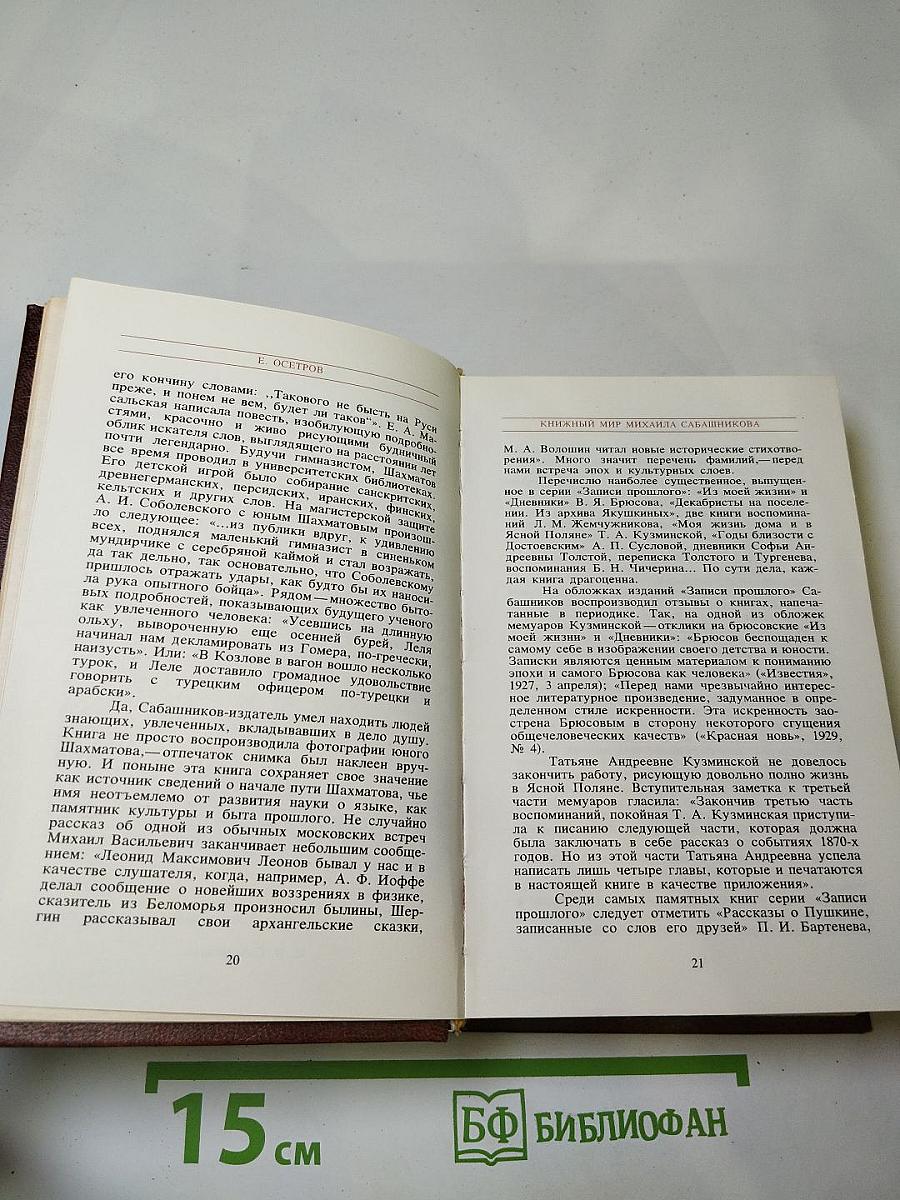 Е. ОСЕТРОВ
его кончину словами: ,,Такового не бысть на Руси
преже, и понем не вем, будет ли таков“». Е. А. Ма-
сальская написала повесть, изобилующую подробно-
стями, красочно и живо рисующими будничный
облик искателя слов, выглядящего на расстоянии лет
почти легендарно. Будучи гимназистом, Шахматов
все время проводил в университетских библиотеках.
Его детской игрой было собирание санскритских,
древнегерманских, персидских, иранских, финских,
кельтских и других слов. На магистерской защите
А. И. Соболевского с юным Шахматовым произош-
ло следующее: «...из публики вдруг, к удивлению
всех, поднялся маленький гимназист в синеньком
мундирчике с серебряной каймой и стал возражать,
да так дельно, так основательно, что Соболевскому
пришлось отражать удары, как будто бы их наноси-
ла рука опытного бойца». Рядом — множество быто-
вых подробностей, показывающих будущего ученого
как увлеченного человека: «Усевшись на длинную
ольху, вывороченную еще осенней бурей, Леля
начинал нам декламировать из Гомера, по-гречески,
наизусть». Или: «В Козлове в вагон вошло несколько
турок, и Леле доставило громадное удовольствие
говорить с турецким офицером по-турецки и
арабски».
Да, Сабашников-издатель умел находить людей
знающих, увлеченных, вкладывавших в дело душу.
Книга не просто воспроизводила фотографии юного
Шахматова,— отпечаток снимка был наклеен вруч-
ную. И поныне эта книга сохраняет свое значение
как источник сведений о начале пути Шахматова, чье
имя неотъемлемо от развития науки о языке, как
памятник культуры и быта прошлого. Не случайно
рассказ об одной из обычных московских встреч
Михаил Васильевич заканчивает небольшим сообще-
нием: «Леонид Максимович Леонов бывал у нас и в
качестве слушателя, когда, например, А. Ф. Иоффе
делал сообщение о новейших воззрениях в физике,
сказитель из Беломорья произносил былины, Шер-
гин рассказывал свои архангельские сказки,
20
КНИЖНЫЙ МИР МИХАИЛА САБАШНИКОВА
М. А. Волошин читал новые исторические стихотво-
рения». Много значит перечень фамилий,— перед
нами встреча эпох и культурных слоев.
Перечислю наиболее существенное, выпущен-
ное в серии «Записи прошлого»: «Из моей жизни» и
«Дневники» В. Я. Брюсова, «Декабристы на поселе-
нии. Из архива Якушкиных», две книги воспомина-
ний Л. М. Жемчужникова, «Моя жизнь дома и в
Ясной Поляне» Т. А. Кузминской, «Годы близости с
Достоевским» А. П. Сусловой, дневники Софьи Ан-
дреевны Толстой, переписка Толстого и Тургенева,
воспоминания Б. Н. Чичерина... По сути дела, каж-
дая книга драгоценна.
На обложках изданий «Записи прошлого» Са-
башников воспроизводил отзывы о книгах, напеча-
танные в периодике. Так, на одной из обложек
мемуаров Кузминской — отклики на брюсовские «Из
моей жизни» и «Дневники»: «Брюсов беспощаден к
самому себе в изображении своего детства и юности.
Записки являются ценным материалом к пониманию
эпохи и самого Брюсова как человека» («Известия»,
1927, 3 апреля); «Перед нами чрезвычайно интерес-
ное литературное произведение, задуманное в опре-
деленном стиле искренности. Эта искренность зао-
стрена Брюсовым в сторону некоторого сгущения
общечеловеческих качеств» («Красная новь», 1929,
№ 4).
Татьяне Андреевне Кузминской не довелось
закончить работу, рисующую довольно полно жизнь
в Ясной Поляне. Вступительная заметка к третьей
части мемуаров гласила: «Закончив третью часть
воспоминаний, покойная Т. А. Кузминская приступи-
ла к писанию следующей части, которая должна
была заключать в себе рассказ о событиях 1870-х
годов. Но из этой части Татьяна Андреевна успела
написать лишь четыре главы, которые и печатаются
в настоящей книге в качестве приложения».
Среди самых памятных книг серии «Записи
прошлого» следует отметить «Рассказы о Пушкине,
записанные со слов его друзей» П. И. Бартенева,
21
15 см
БФ БИБЛИОФАН